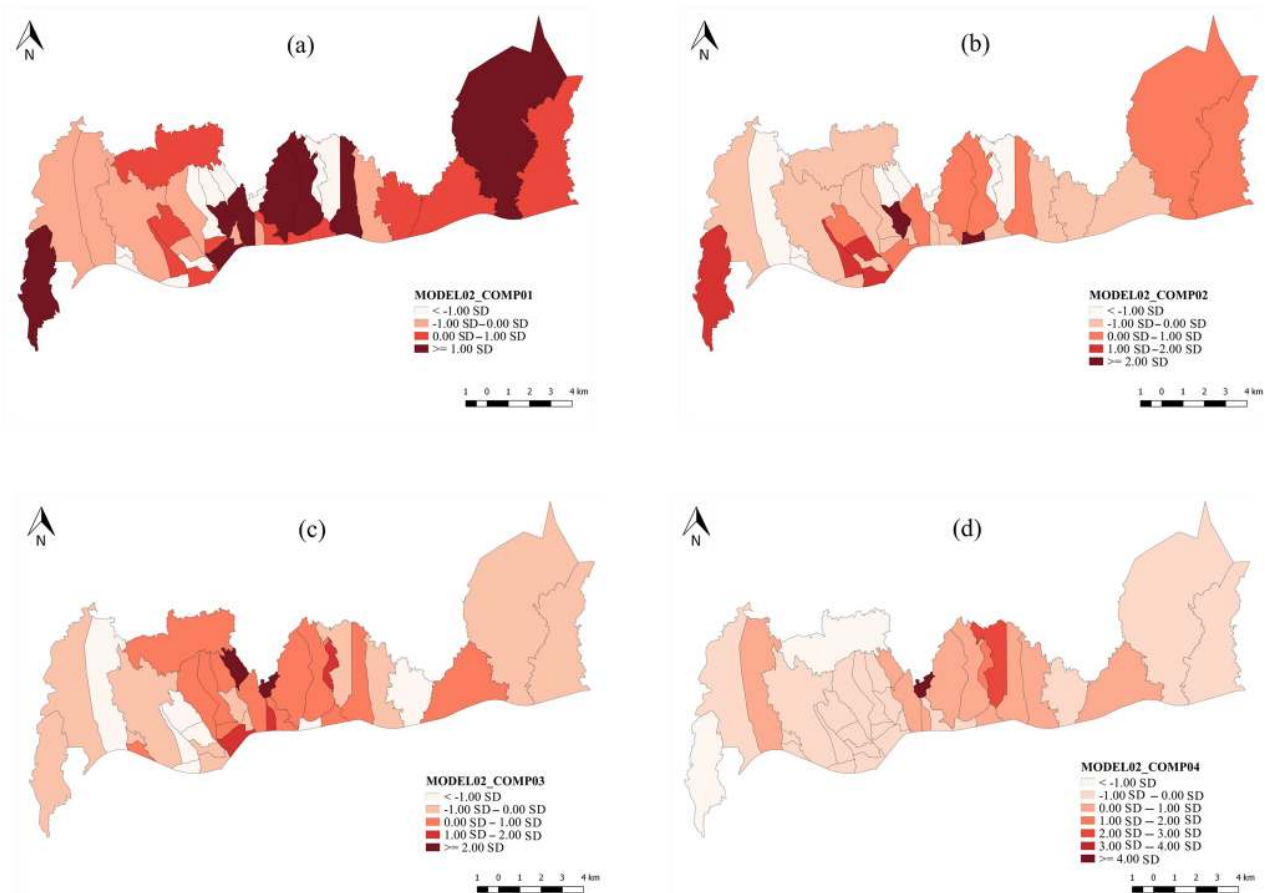 (a)
N
MODEL02_COMP01
< -1.00 SD
-1.00 SD–0.00 SD
0.00 SD–1.00 SD
>= 1.00 SD
1 0 1 2 3 4 km
(b)
N
MODEL02_COMP02
< -1.00 SD
-1.00 SD–0.00 SD
0.00 SD–1.00 SD
1.00 SD–2.00 SD
>= 2.00 SD
1 0 1 2 3 4 km
(c)
N
MODEL02_COMP03
< -1.00 SD
-1.00 SD – 0.00 SD
0.00 SD – 1.00 SD
1.00 SD – 2.00 SD
>= 2.00 SD
1 0 1 2 3 4 km
(d)
N
MODEL02_COMP04
< -1.00 SD
-1.00 SD – 0.00 SD
0.00 SD – 1.00 SD
1.00 SD – 2.00 SD
2.00 SD – 3.00 SD
3.00 SD – 4.00 SD
>= 4.00 SD
1 0 1 2 3 4 km